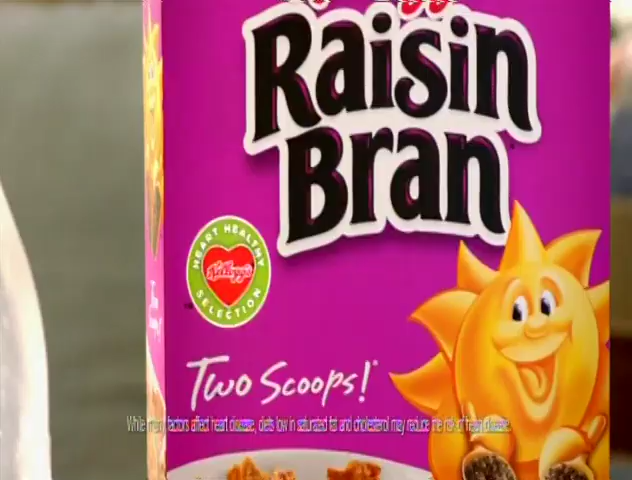 Raisin
Bran
HEART HEALTHY
Kellogg's
SELECTION
Two Scoops!
While many factors affect heart disease, diets low in saturated fat and cholesterol may reduce the risk of heart disease.